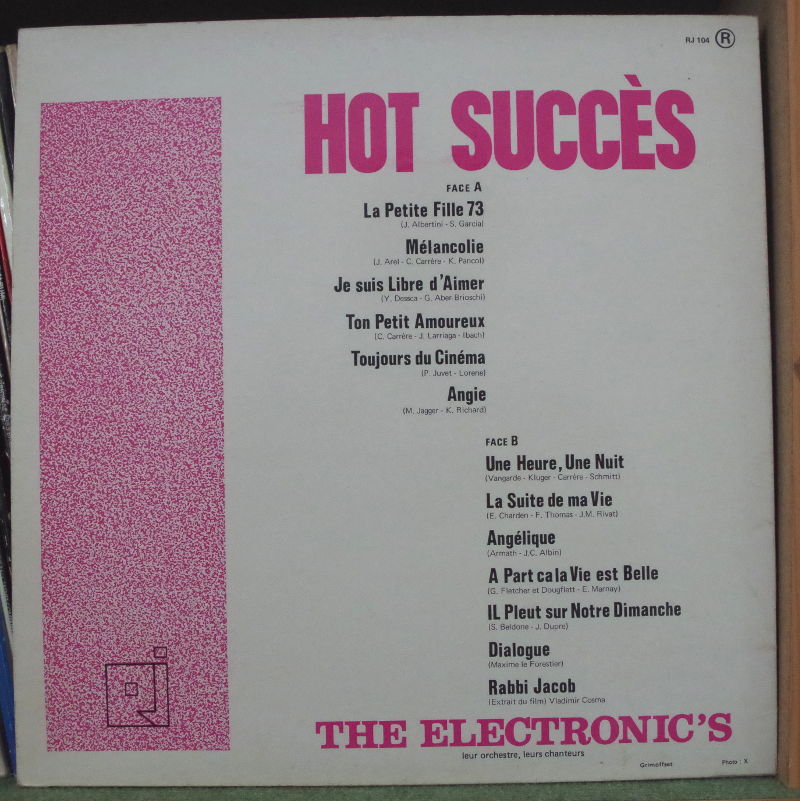 RJ 104 R
HOT SUCCÈS
FACE A
La Petite Fille 73
(J. Albertini - S. Garcia)
Mélancolie
(J. Arel - C. Carrère - K. Pancol)
Je suis Libre d'Aimer
(Y. Dessca - G. Aber-Brioschi)
Ton Petit Amoureux
(C. Carrère - J. Larriaga - Ibach)
Toujours du Cinéma
(P. Juvet - Lorene)
Angie
(M. Jagger - K. Richard)
FACE B
Une Heure, Une Nuit
(Vangarde - Kluger - Carrère - Schmitt)
La Suite de ma Vie
(E. Charden - F. Thomas - J.M. Rivat)
Angélique
(Armath - J.C. Albin)
A Part ca la Vie est Belle
(G. Fletcher et Dougflett - E. Marnay)
IL Pleut sur Notre Dimanche
(S. Beldone - J. Dupre)
Dialogue
(Maxime le Forestier)
Rabbi Jacob
(Extrait du film) Vladimir Cosma
THE ELECTRONIC'S
leur orchestre, leurs chanteurs
Grimoffset
Photo : X